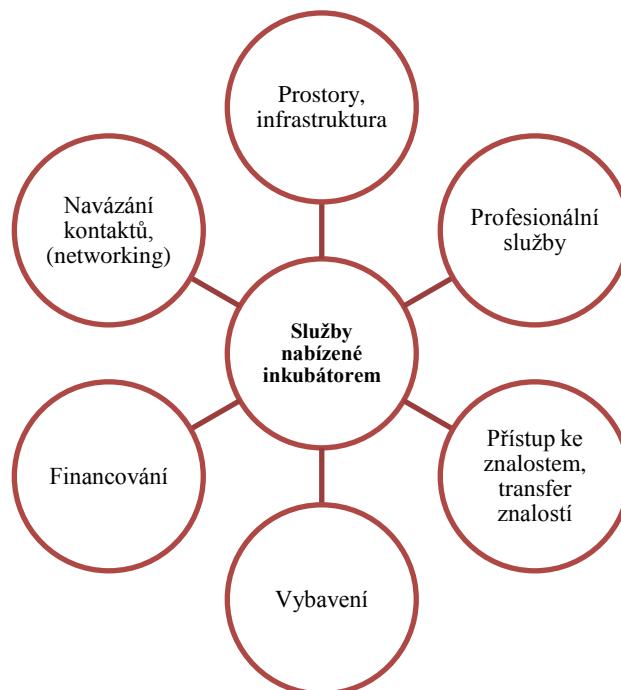 Prostory,
infrastruktura
Navázání
kontaktů,
(networking)
Profesionální
služby
Služby
nabízené
inkubátorem
Financování
Přístup ke
znalostem,
transfer
znalostí
Vybavení